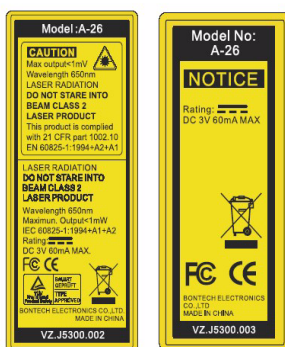 Model :A-26
CAUTION
Max output<1mV
Wavelength 650nm
LASER RADIATION
DO NOT STARE INTO
BEAM CLASS 2
LASER PRODUCT
This product is complied
with 21 CFR part 1002.10
EN 60825-1:1994+A2+A1
LASER RADIATION
DO NOT STARE INTO
BEAM CLASS 2
LASER PRODUCT
Wavelength 650nm
Maximun. Output<1mW
IEC 60825-1:1994+A1+A2
Rating:
DC 3V 60mA MAX.
FC CE
TYPE
APPROVED
BONTECH ELECTRONICS CO.,LTD.
MADE IN CHINA
VZ.J5300.002
Model No:
A-26
NOTICE
Rating:
DC 3V 60mA MAX
FC CE
BONTECH ELECTRONICS
CO.,LTD
MADE IN CHINA
VZ.J5300.003